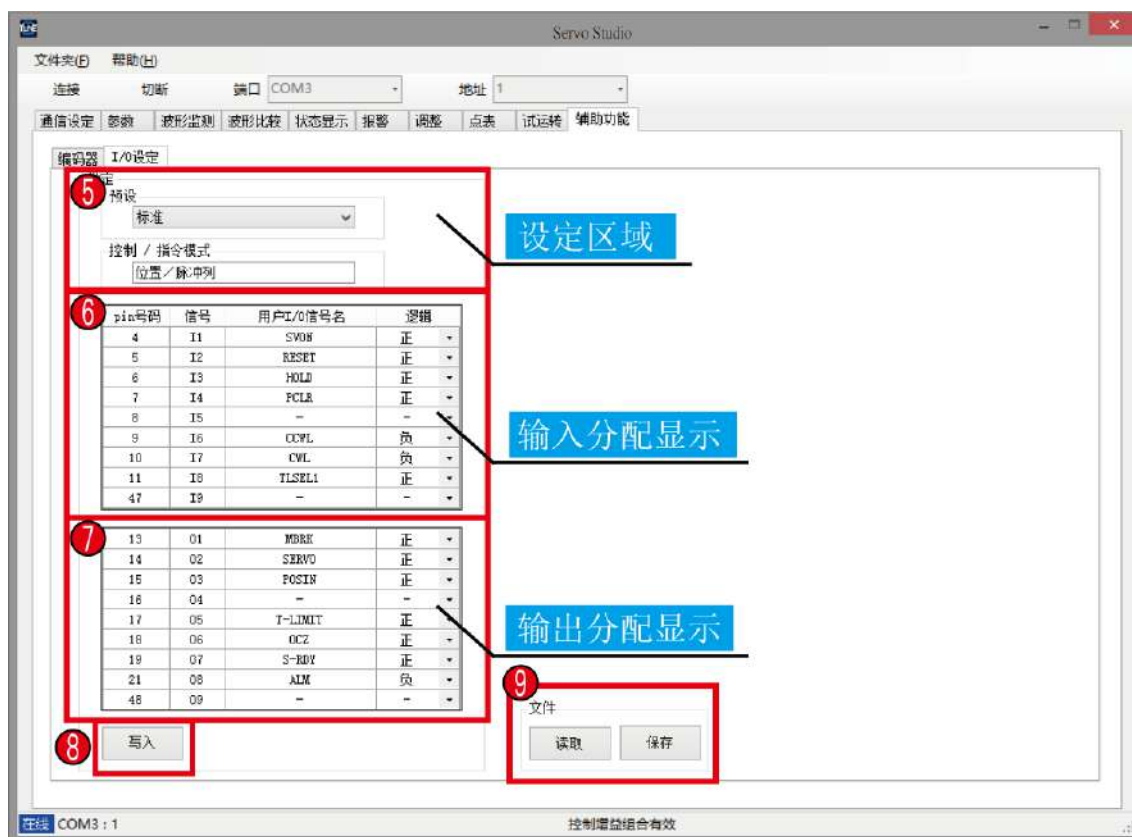 Servo Studio
文件夹(F) 帮助(H)
连接 切断 端口 COM3 地址 1
通信设定 参数 波形监测 波形比较 状态显示 报警 调整 点表 试运转 辅助功能
编码器 I/O设定
5 定
预设
标准
设定区域
控制 / 指令模式
位置/脉冲列
6 pin号码 信号 用户I/O信号名 逻辑
4 I1 SVON 正
5 I2 RESET 正
6 I3 HOLD 正
7 I4 PCLR 正
8 I5 - -
9 I6 CCWL 负
10 I7 CWL 负
11 I8 TLSEL1 正
47 I9 - -
输入分配显示
7 13 O1 MBRK 正
14 O2 SERVO 正
15 O3 POSIN 正
16 O4 - -
17 O5 T-LIMIT 正
18 O6 OCZ 正
19 O7 S-RDY 正
21 O8 ALM 负
48 O9 - -
输出分配显示
8 写入
9 文件
读取 保存
在线 COM3 : 1 控制增益组合有效